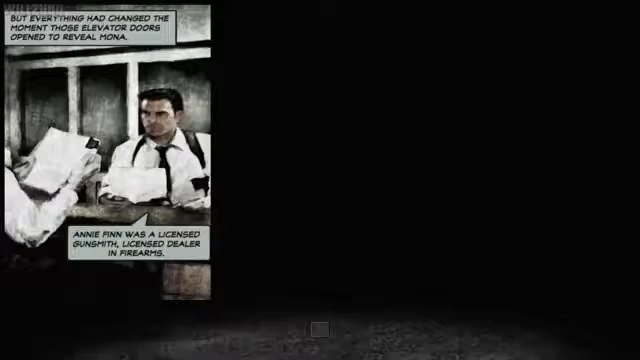 BUT EVERYTHING HAD CHANGED THE
MOMENT THOSE ELEVATOR DOORS
OPENED TO REVEAL MONA.
ANNIE FINN WAS A LICENSED
GUNSMITH, LICENSED DEALER
IN FIREARMS.